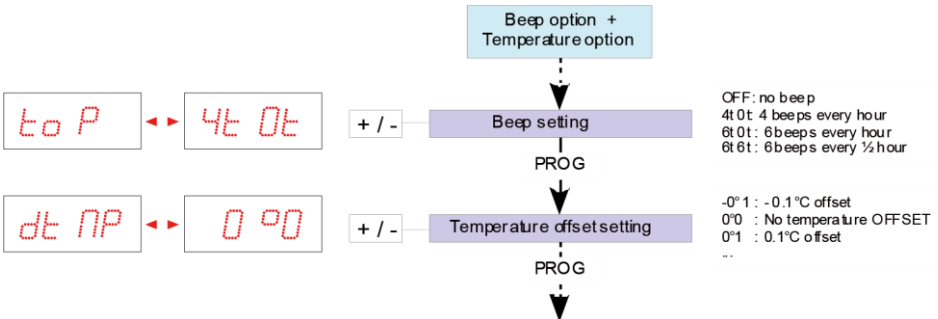 Beep option +
Temperature option
to P
4t 0t
+ / -
Beep setting
OFF: no beep
4t 0t: 4 beeps every hour
6t 0t: 6 beeps every hour
6t 6t: 6 beeps every ½ hour
PROG
dt MP
0 °0
+ / -
Temperature offset setting
-0°1 : - 0.1°C offset
0°0 : No temperature OFFSET
0°1 : 0.1°C offset
...
PROG